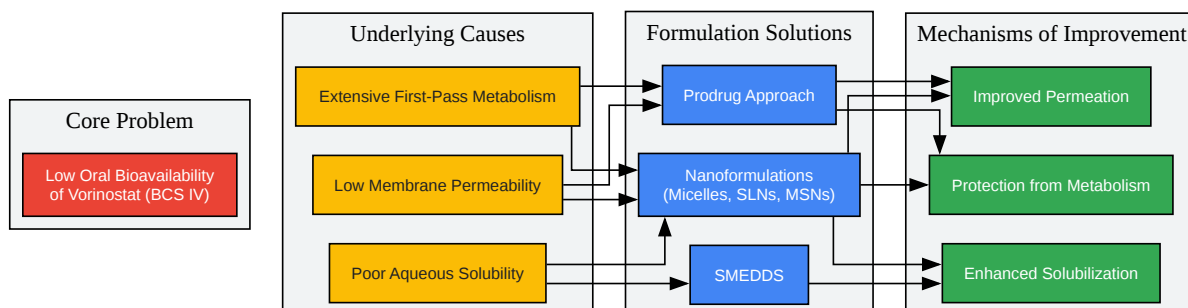 Core Problem
Low Oral Bioavailability
of Vorinostat (BCS IV)
Underlying Causes
Extensive First-Pass Metabolism
Low Membrane Permeability
Poor Aqueous Solubility
Formulation Solutions
Prodrug Approach
Nanoformulations
(Micelles, SLNs, MSNs)
SMEDDS
Mechanisms of Improvement
Improved Permeation
Protection from Metabolism
Enhanced Solubilization